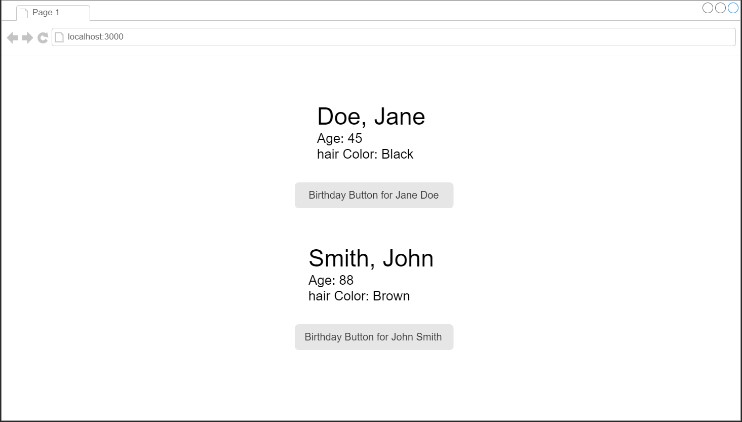 Page 1
localhost:3000
Doe, Jane
Age: 45
hair Color: Black
Birthday Button for Jane Doe
Smith, John
Age: 88
hair Color: Brown
Birthday Button for John Smith